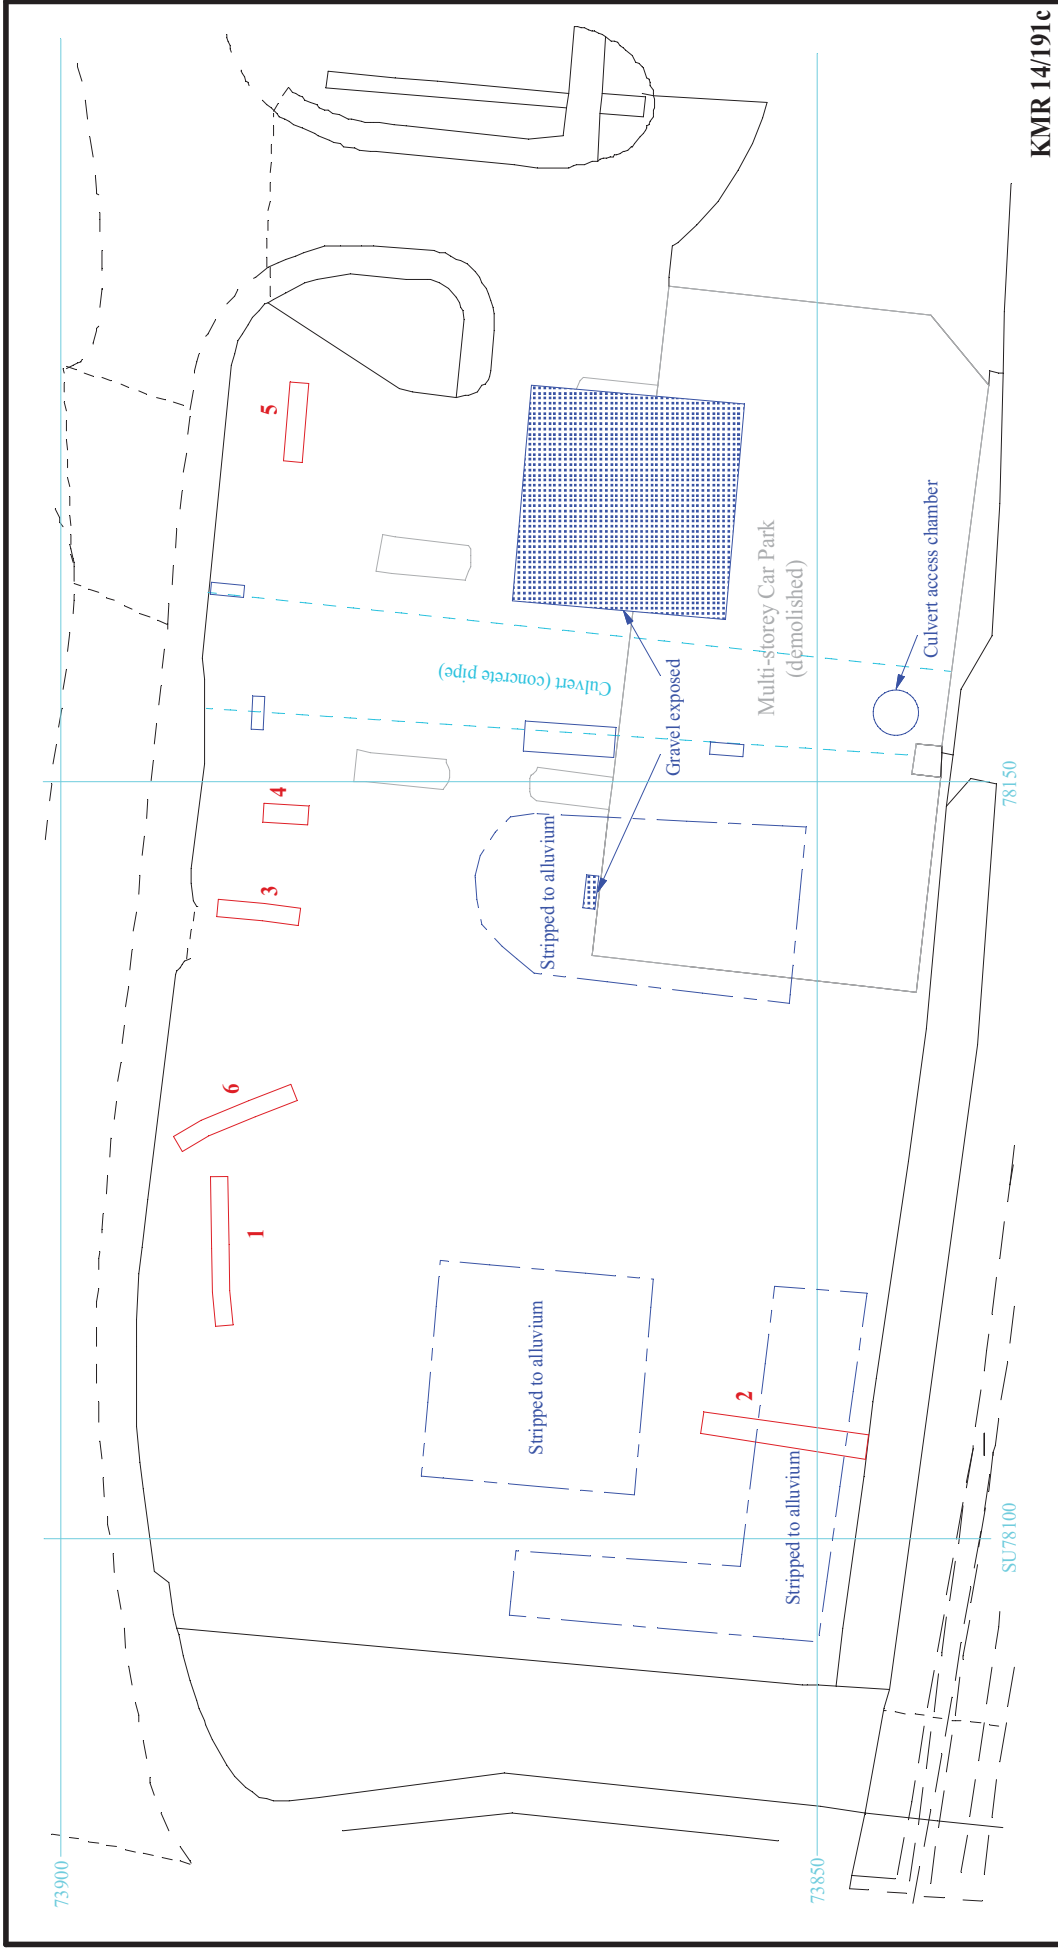 KMR 14/191c
73900
73850
SU78100
78150
1
2
3
4
5
6
Stripped to alluvium
Stripped to alluvium
Stripped to alluvium
Gravel exposed
Culvert (concrete pipe)
Multi-storey Car Park
(demolished)
Culvert access chamber